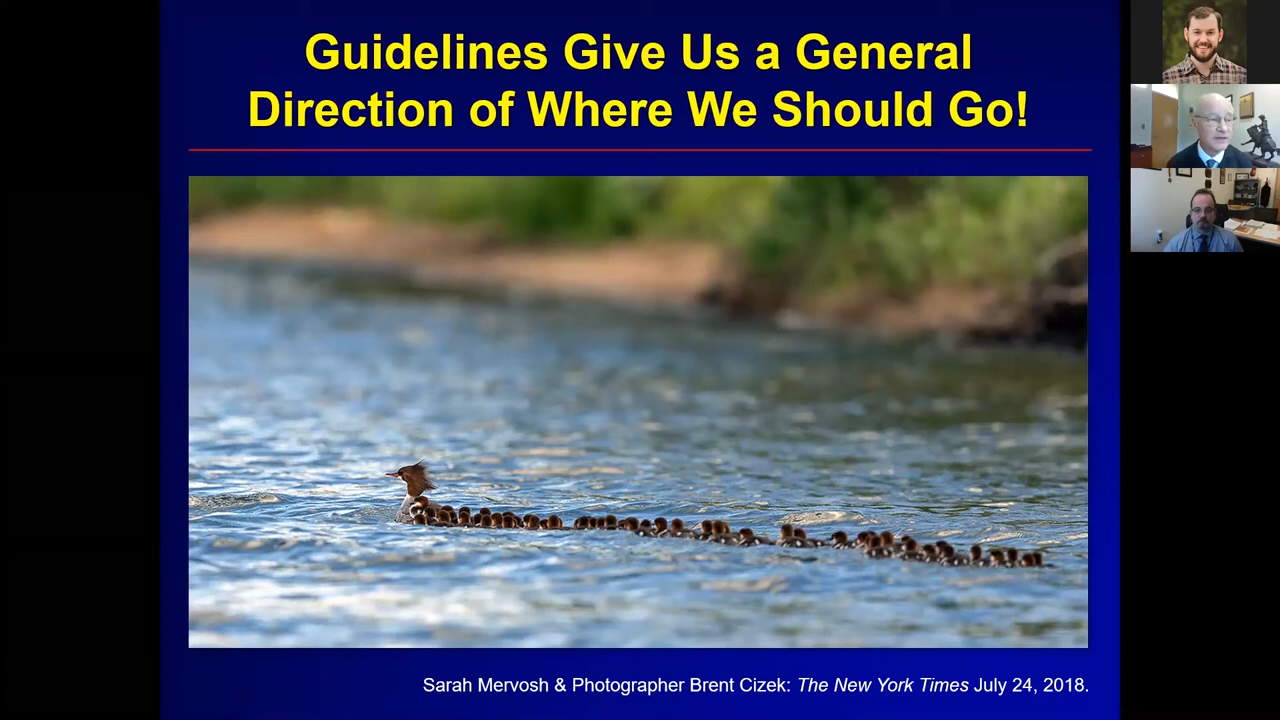 Guidelines Give Us a General
Direction of Where We Should Go!
Sarah Mervosh & Photographer Brent Cizek: The New York Times July 24, 2018.